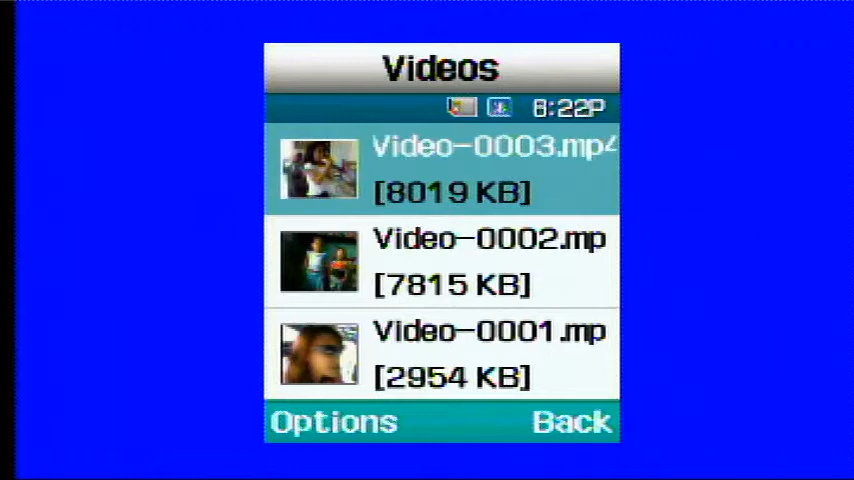 Videos
8:22P
Video-0003.mp4
[8019 KB]
Video-0002.mp
[7815 KB]
Video-0001.mp
[2954 KB]
Options Back